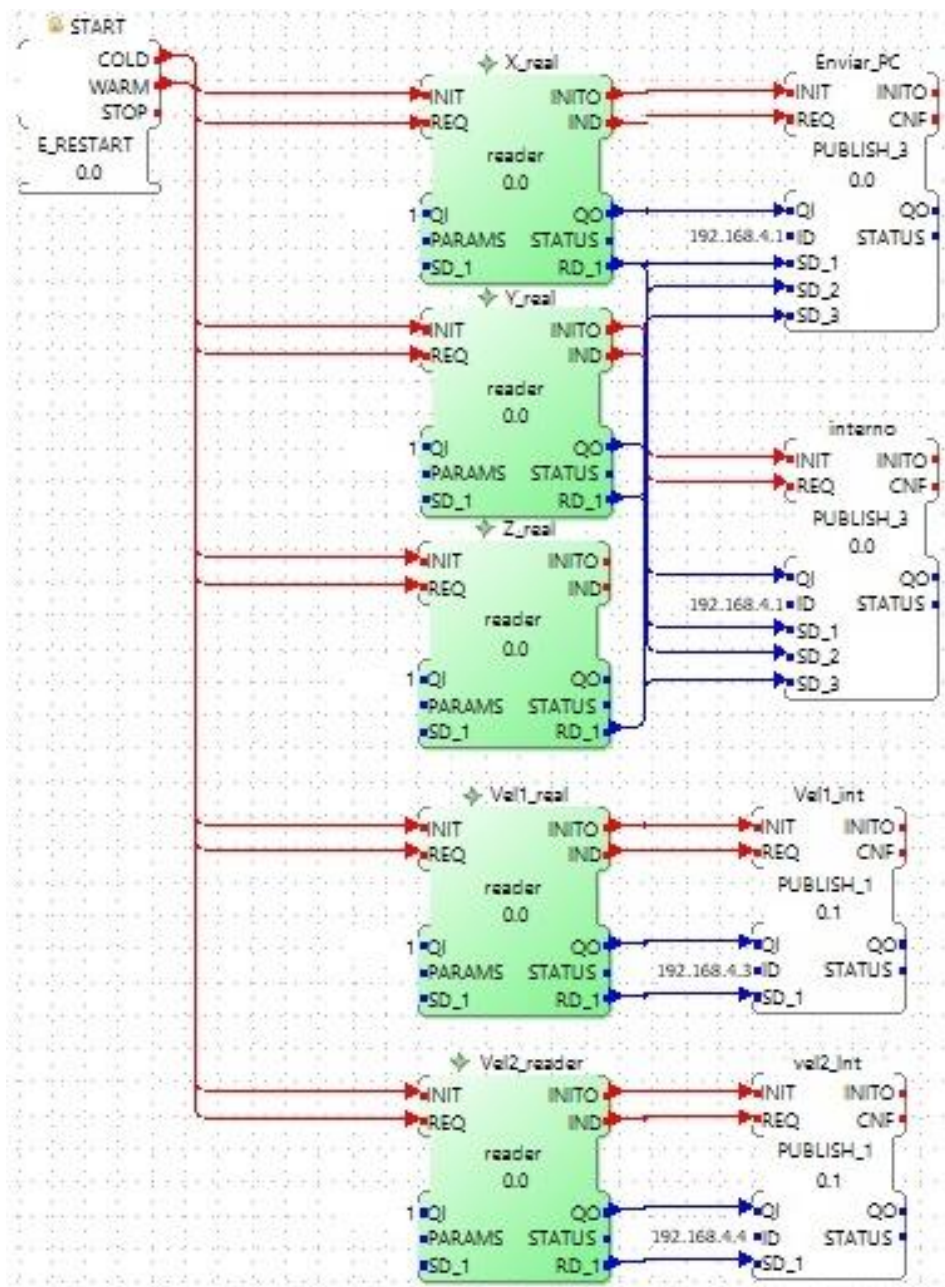 START
COLD
WARM
STOP
E_RESTART
0.0
X_real
INIT INITO
REQ IND
reader
0.0
1 QI QO
PARAMS STATUS
SD_1 RD_1
Enviar_PC
INIT INITO
REQ CNF
PUBLISH_3
0.0
QI QO
192.168.4.1 ID STATUS
SD_1
SD_2
SD_3
Y_real
INIT INITO
REQ IND
reader
0.0
1 QI QO
PARAMS STATUS
SD_1 RD_1
interno
INIT INITO
REQ CNF
PUBLISH_3
0.0
QI QO
192.168.4.1 ID STATUS
SD_1
SD_2
SD_3
Z_real
INIT INITO
REQ IND
reader
0.0
1 QI QO
PARAMS STATUS
SD_1 RD_1
Vel1_real
INIT INITO
REQ IND
reader
0.0
1 QI QO
PARAMS STATUS
SD_1 RD_1
Vel1_int
INIT INITO
REQ CNF
PUBLISH_1
0.1
QI QO
192.168.4.3 ID STATUS
SD_1
Vel2_reader
INIT INITO
REQ IND
reader
0.0
1 QI QO
PARAMS STATUS
SD_1 RD_1
vel2_Int
INIT INITO
REQ CNF
PUBLISH_1
0.1
QI QO
192.168.4.4 ID STATUS
SD_1